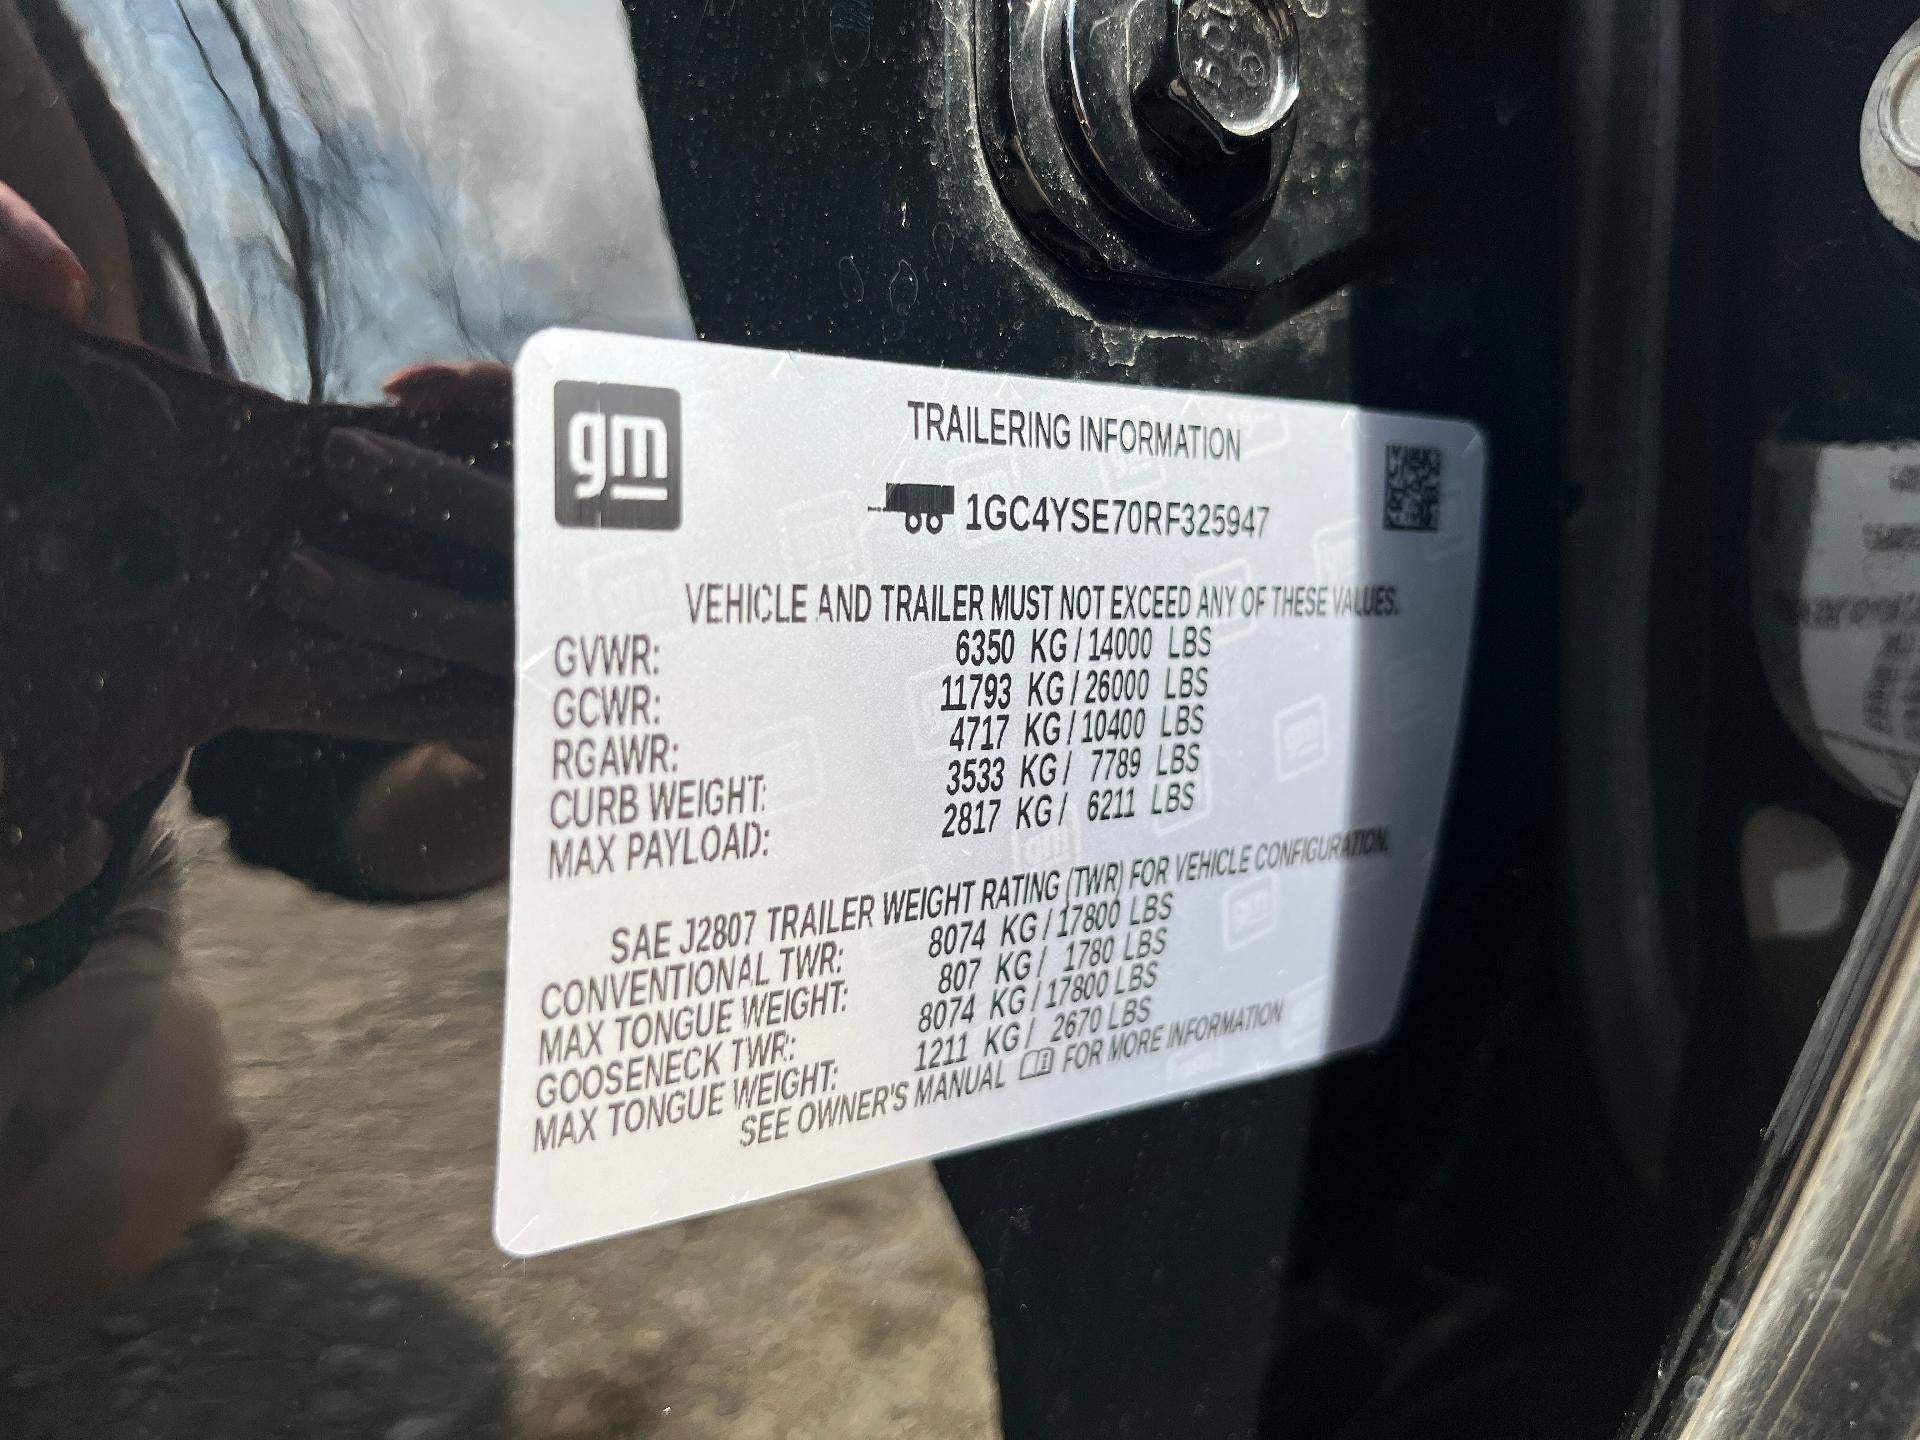 gm
TRAILERING INFORMATION
1GC4YSE70RF325947
VEHICLE AND TRAILER MUST NOT EXCEED ANY OF THESE VALUES.
GVWR: 6350 KG / 14000 LBS
GCWR: 11793 KG / 26000 LBS
RGAWR: 4717 KG / 10400 LBS
CURB WEIGHT: 3533 KG / 7789 LBS
MAX PAYLOAD: 2817 KG / 6211 LBS
SAE J2807 TRAILER WEIGHT RATING (TWR) FOR VEHICLE CONFIGURATION.
CONVENTIONAL TWR: 8074 KG / 17800 LBS
MAX TONGUE WEIGHT: 807 KG / 1780 LBS
GOOSENECK TWR: 8074 KG / 17800 LBS
MAX TONGUE WEIGHT: 1211 KG / 2670 LBS
SEE OWNER'S MANUAL FOR MORE INFORMATION